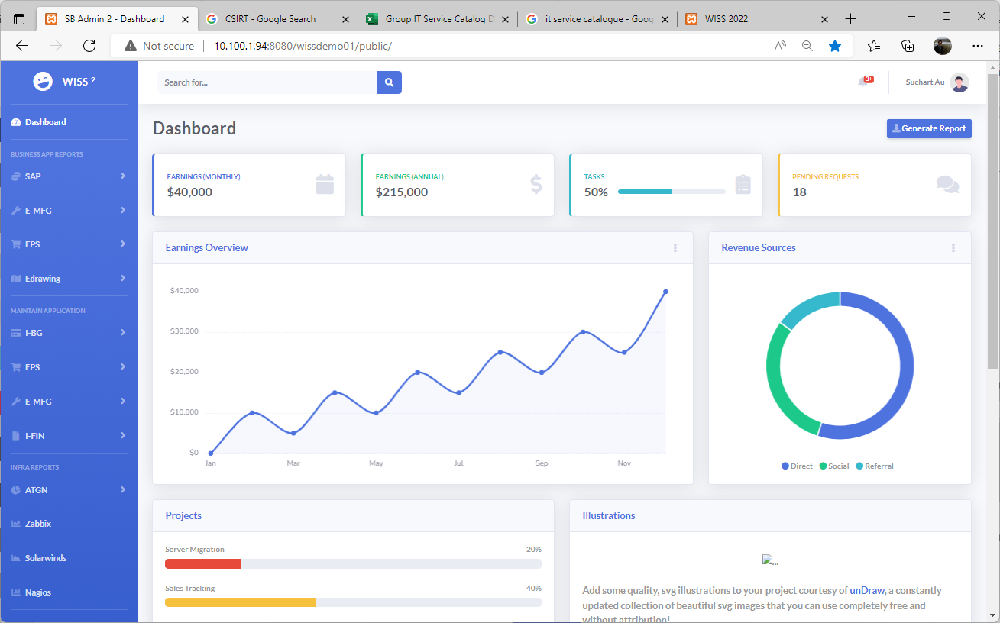 SB Admin 2 - Dashboard
CSIRT - Google Search
Group IT Service Catalog D
it service catalogue - Goog
WISS 2022
Not secure
10.100.1.94:8080/wissdemo01/public/
WISS 2
Search for...
3+
Suchart Au
Dashboard
BUSINESS APP REPORTS
SAP
E-MFG
EPS
Edrawing
MAINTAIN APPLICATION
I-BG
EPS
E-MFG
I-FIN
INFRA REPORTS
ATGN
Zabbix
Solarwinds
Nagios
Dashboard
Generate Report
EARNINGS (MONTHLY)
$40,000
EARNINGS (ANNUAL)
$215,000
TASKS
50%
PENDING REQUESTS
18
Earnings Overview
$40,000
$30,000
$20,000
$10,000
$0
Jan Mar May Jul Sep Nov
Revenue Sources
Direct Social Referral
Projects
Server Migration 20%
Sales Tracking 40%
Illustrations
...
Add some quality, svg illustrations to your project courtesy of unDraw, a constantly
updated collection of beautiful svg images that you can use completely free and
without attribution!